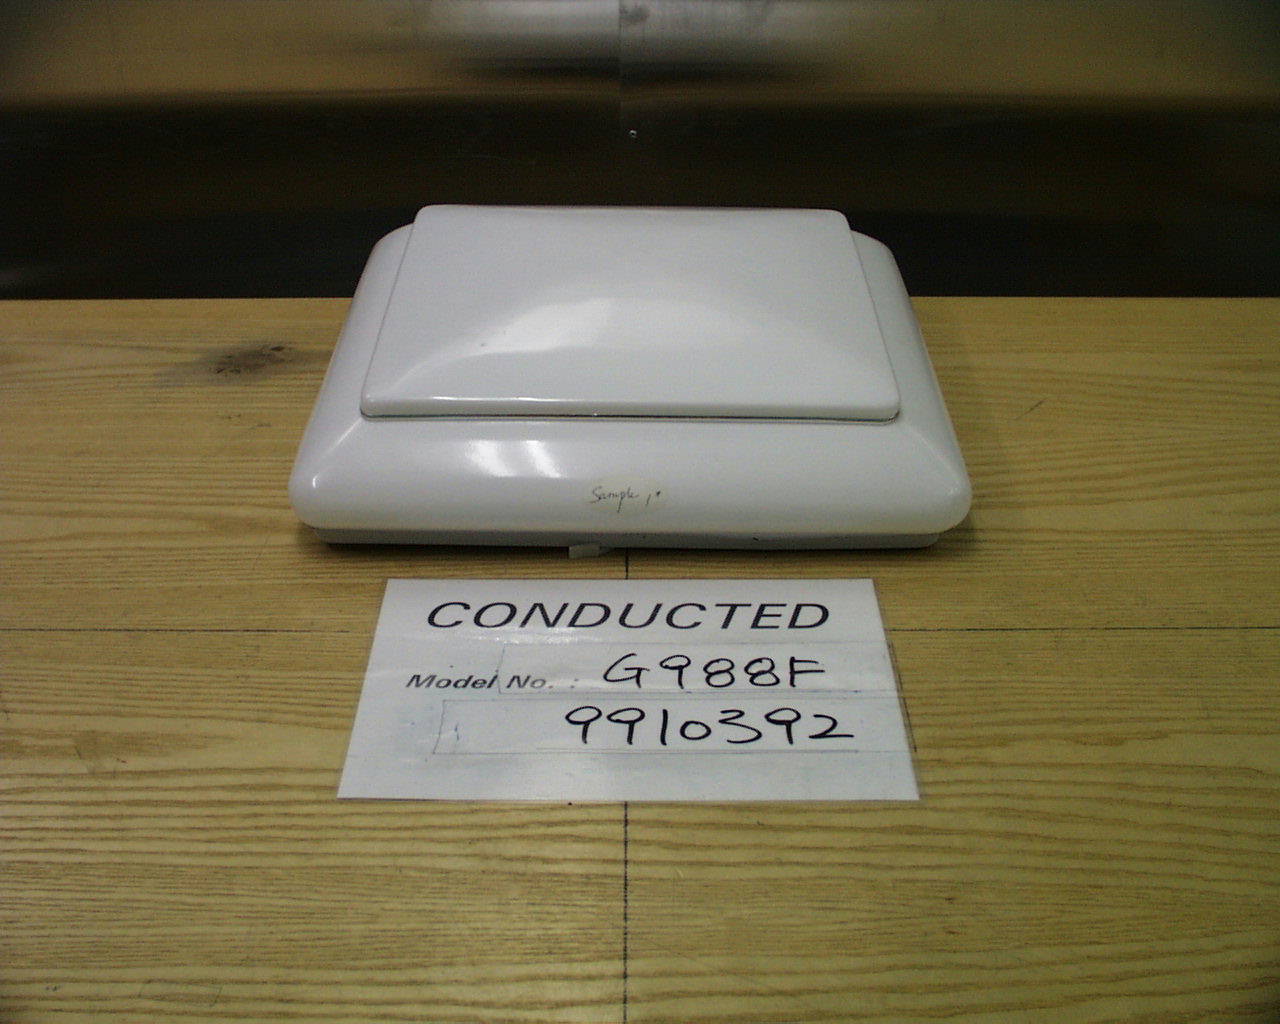 Sample 1
CONDUCTED
Model No. : G988F
9910392